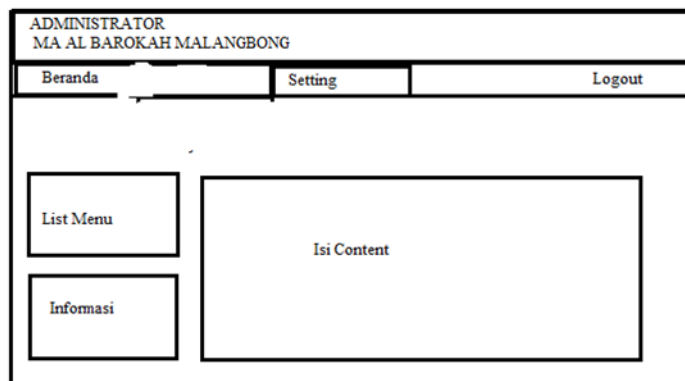 ADMINISTRATOR
MA AL BAROKAH MALANGBONG
Beranda Setting Logout
List Menu
Isi Content
Informasi